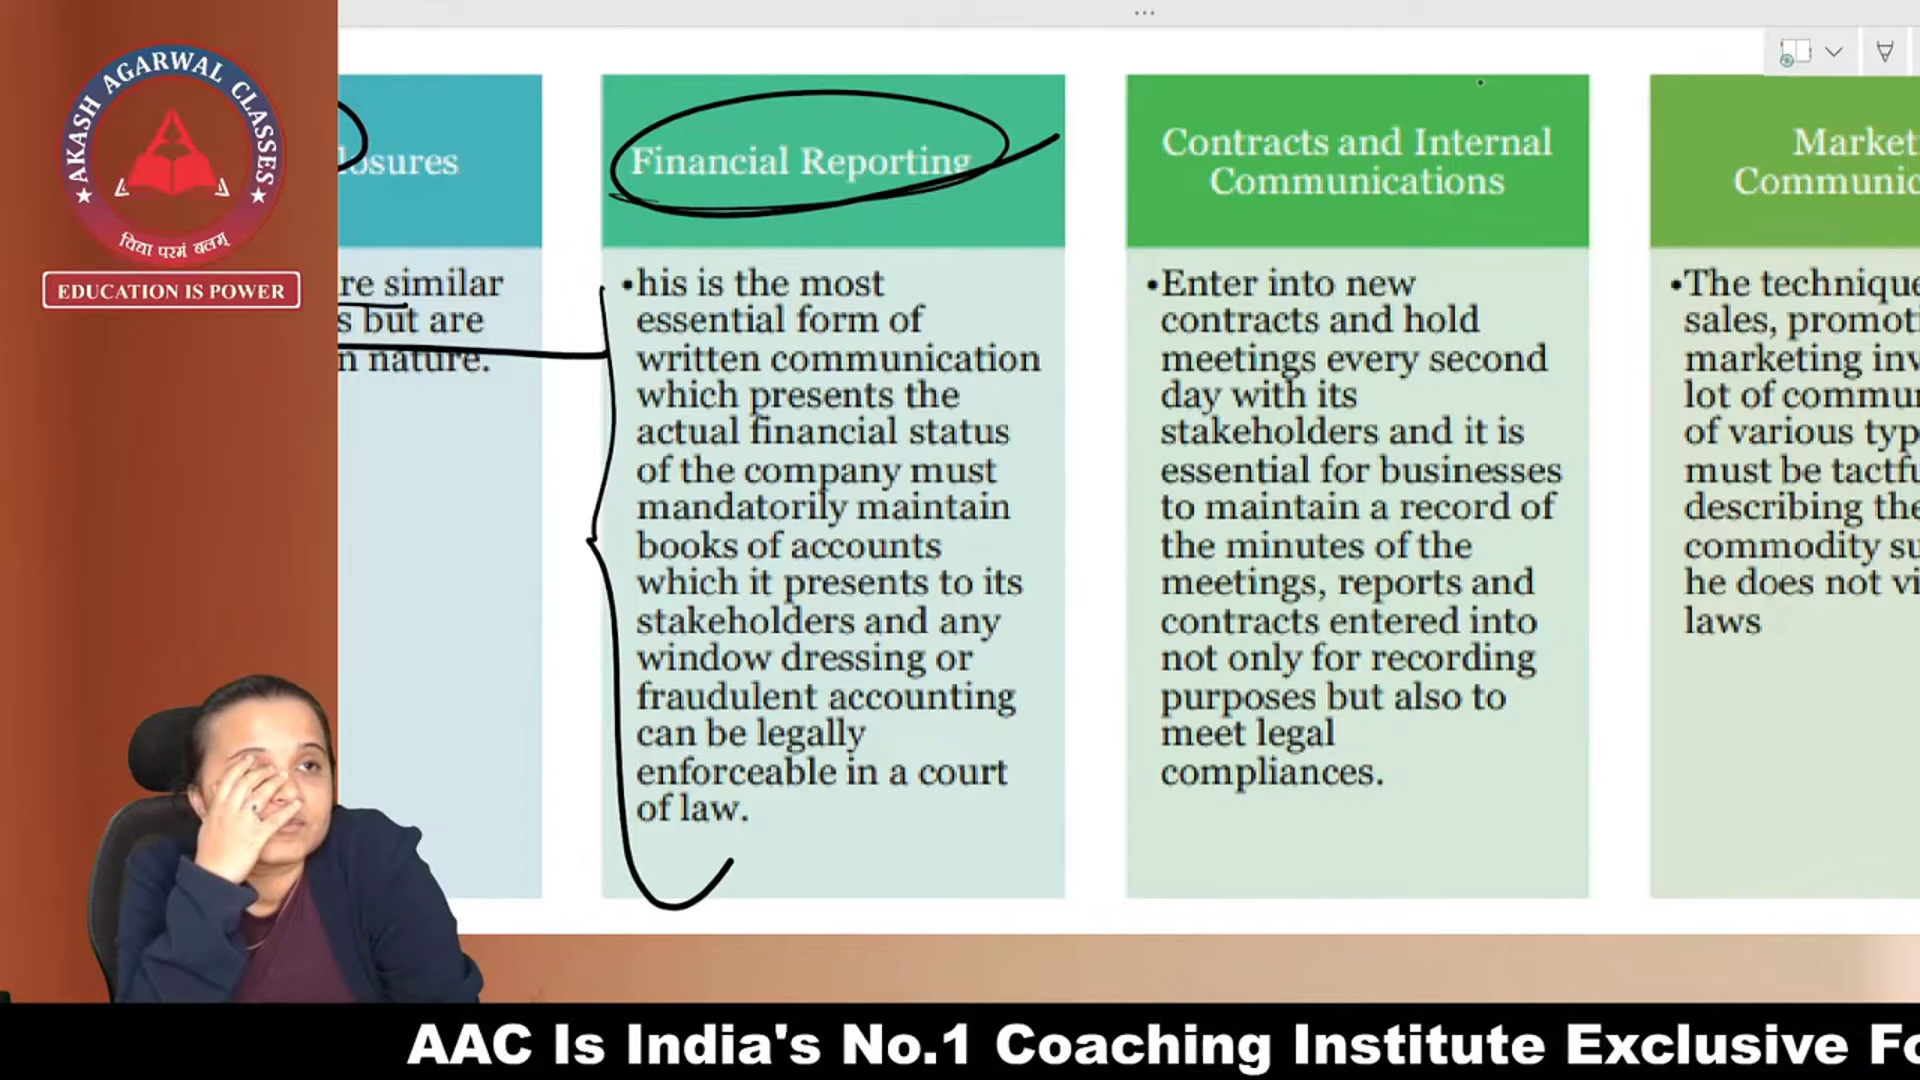 AKASH AGARWAL CLASSES
विद्या परमं बलम्
EDUCATION IS POWER
losures
re similar
s but are
n nature.
Financial Reporting
•his is the most
essential form of
written communication
which presents the
actual financial status
of the company must
mandatorily maintain
books of accounts
which it presents to its
stakeholders and any
window dressing or
fraudulent accounting
can be legally
enforceable in a court
of law.
Contracts and Internal
Communications
•Enter into new
contracts and hold
meetings every second
day with its
stakeholders and it is
essential for businesses
to maintain a record of
the minutes of the
meetings, reports and
contracts entered into
not only for recording
purposes but also to
meet legal
compliances.
Marketi
Communic
•The technique
sales, promoti
marketing inv
lot of commun
of various typ
must be tactfu
describing the
commodity su
he does not vi
laws
AAC Is India's No.1 Coaching Institute Exclusive Fo